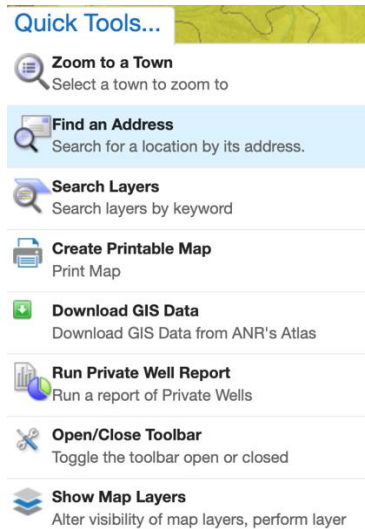 Quick Tools...
Zoom to a Town
Select a town to zoom to
Find an Address
Search for a location by its address.
Search Layers
Search layers by keyword
Create Printable Map
Print Map
Download GIS Data
Download GIS Data from ANR's Atlas
Run Private Well Report
Run a report of Private Wells
Open/Close Toolbar
Toggle the toolbar open or closed
Show Map Layers
Alter visibility of map layers, perform layer